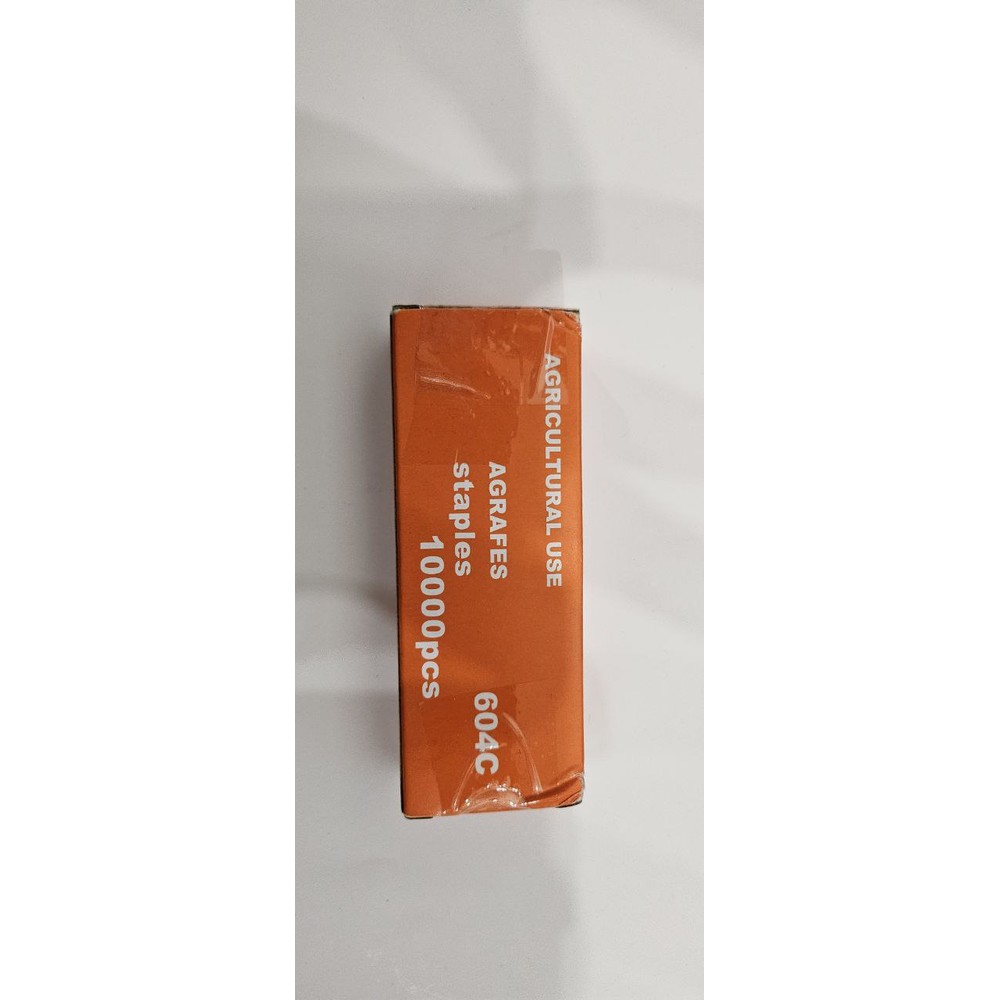 AGRICULTURAL USE
AGRAFES
staples
10000pcs
604C